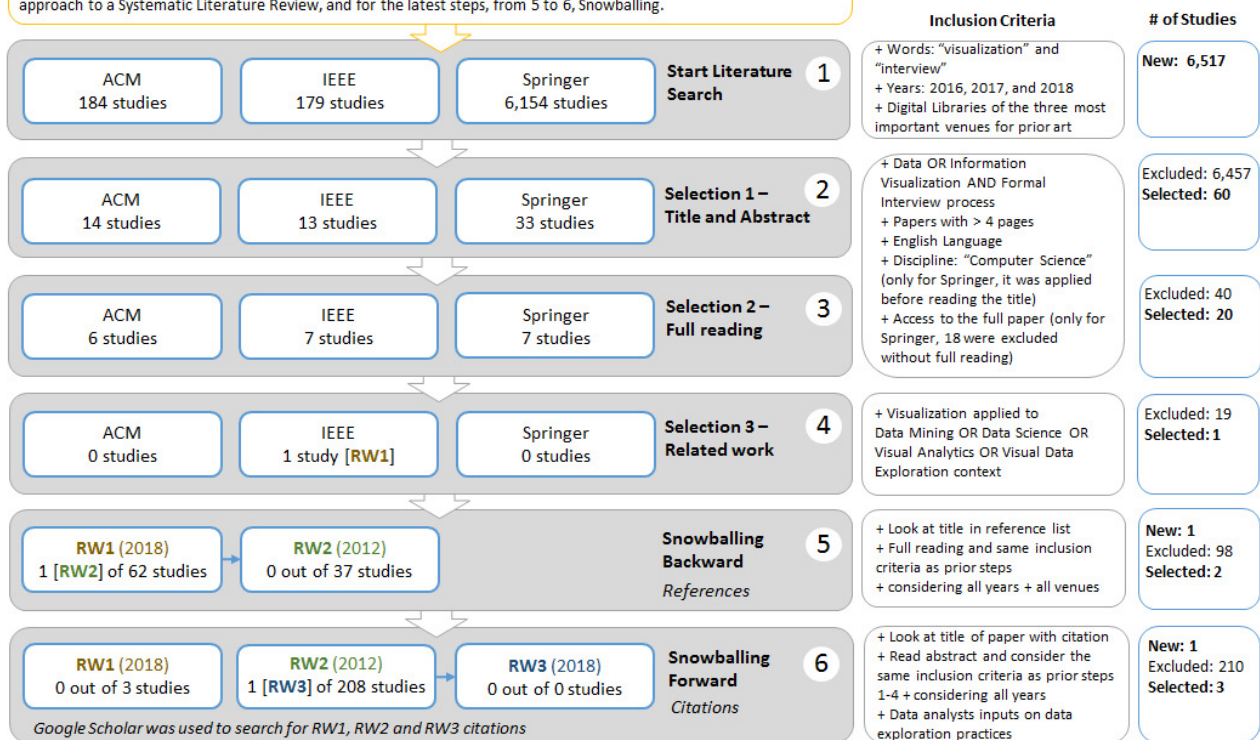 approach to a Systematic Literature Review, and for the latest steps, from 5 to 6, Snowballing.
Inclusion Criteria
# of Studies
ACM
184 studies
IEEE
179 studies
Springer
6,154 studies
Start Literature
Search
1
+ Words: “visualization” and
“interview”
+ Years: 2016, 2017, and 2018
+ Digital Libraries of the three most
important venues for prior art
New: 6,517
ACM
14 studies
IEEE
13 studies
Springer
33 studies
Selection 1 –
Title and Abstract
2
+ Data OR Information
Visualization AND Formal
Interview process
+ Papers with > 4 pages
+ English Language
+ Discipline: “Computer Science”
(only for Springer, it was applied
before reading the title)
+ Access to the full paper (only for
Springer, 18 were excluded
without full reading)
Excluded: 6,457
Selected: 60
ACM
6 studies
IEEE
7 studies
Springer
7 studies
Selection 2 –
Full reading
3
Excluded: 40
Selected: 20
ACM
0 studies
IEEE
1 study [RW1]
Springer
0 studies
Selection 3 –
Related work
4
+ Visualization applied to
Data Mining OR Data Science OR
Visual Analytics OR Visual Data
Exploration context
Excluded: 19
Selected: 1
RW1 (2018)
1 [RW2] of 62 studies
RW2 (2012)
0 out of 37 studies
Snowballing
Backward
References
5
+ Look at title in reference list
+ Full reading and same inclusion
criteria as prior steps
+ considering all years + all venues
New: 1
Excluded: 98
Selected: 2
RW1 (2018)
0 out of 3 studies
RW2 (2012)
1 [RW3] of 208 studies
RW3 (2018)
0 out of 0 studies
Snowballing
Forward
Citations
6
Google Scholar was used to search for RW1, RW2 and RW3 citations
+ Look at title of paper with citation
+ Read abstract and consider the
same inclusion criteria as prior steps
1-4 + considering all years
+ Data analysts inputs on data
exploration practices
New: 1
Excluded: 210
Selected: 3